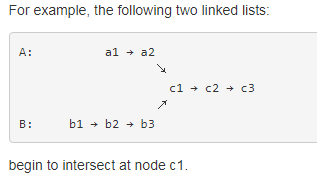 For example, the following two linked lists:
A: a1 → a2
↘
c1 → c2 → c3
↗
B: b1 → b2 → b3
begin to intersect at node c1.